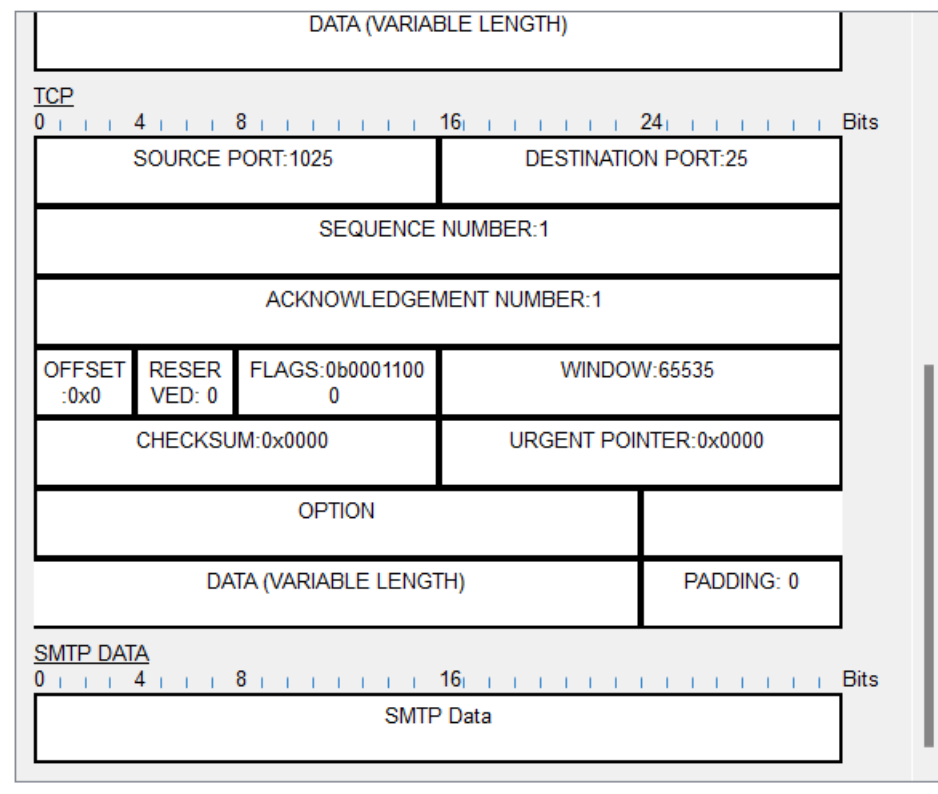 DATA (VARIABLE LENGTH)
TCP
0 4 8 16 24 Bits
SOURCE PORT:1025 DESTINATION PORT:25
SEQUENCE NUMBER:1
ACKNOWLEDGEMENT NUMBER:1
OFFSET RESER FLAGS:0b0001100 WINDOW:65535
:0x0 VED: 0 0
CHECKSUM:0x0000 URGENT POINTER:0x0000
OPTION
DATA (VARIABLE LENGTH) PADDING: 0
SMTP DATA
0 4 8 16 Bits
SMTP Data